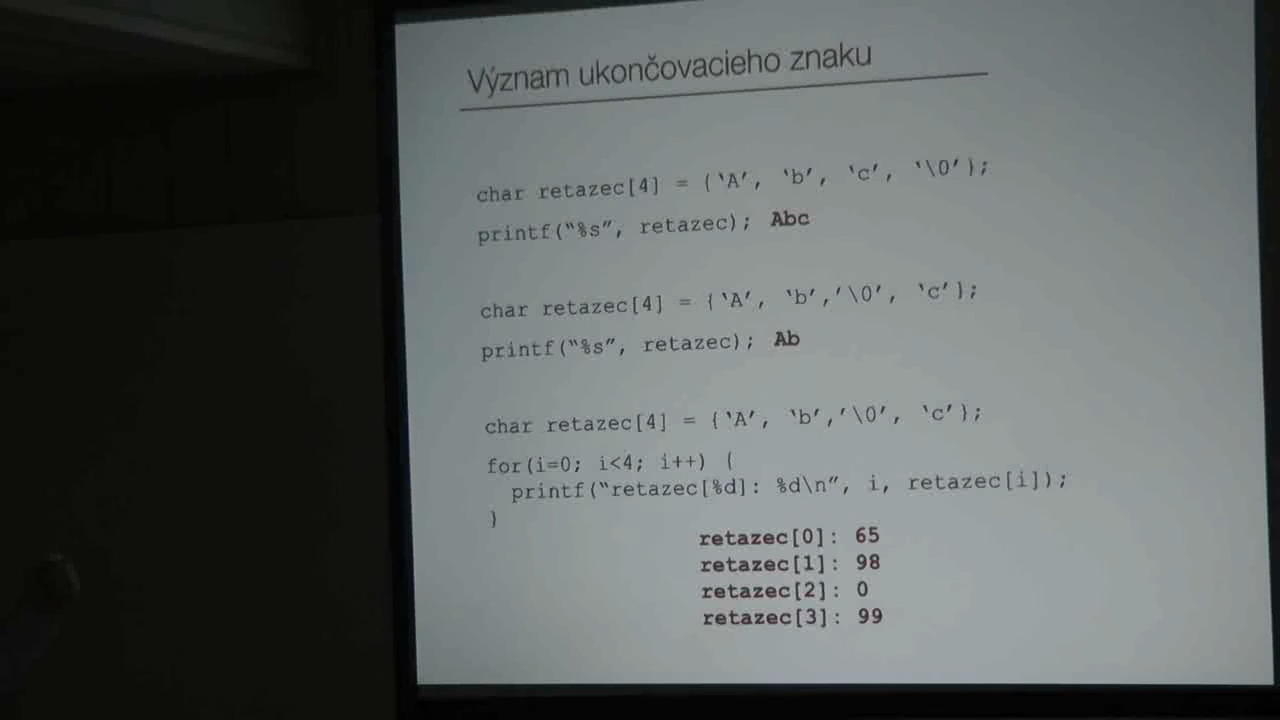 Význam ukončovacieho znaku
char retazec[4] = {‘A’, ‘b’, ‘c’, ‘\0’};
printf(“%s”, retazec); Abc
char retazec[4] = {‘A’, ‘b’,’\0’, ‘c’};
printf(“%s”, retazec); Ab
char retazec[4] = {‘A’, ‘b’,’\0’, ‘c’};
for(i=0; i<4; i++) {
printf(“retazec[%d]: %d\n”, i, retazec[i]);
}
retazec[0]: 65
retazec[1]: 98
retazec[2]: 0
retazec[3]: 99